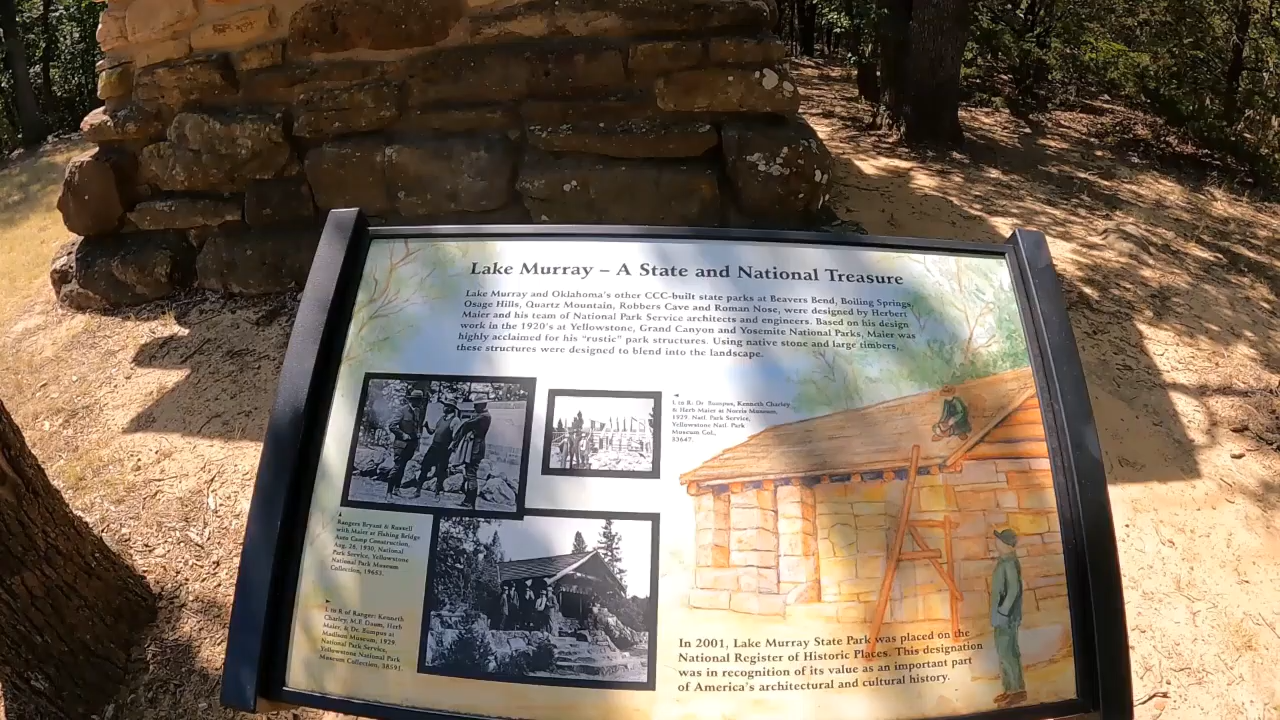 Lake Murray – A State and National Treasure
Lake Murray and Oklahoma's other CCC-built state parks at Beavers Bend, Boiling Springs,
Osage Hills, Quartz Mountain, Robbers Cave and Roman Nose, were designed by Herbert
Maier and his team of National Park Service architects and engineers. Based on his design
work in the 1920's at Yellowstone, Grand Canyon and Yosemite National Parks, Maier was
highly acclaimed for his "rustic" park structures. Using native stone and large timbers,
these structures were designed to blend into the landscape.
L to R: Dr. Bumpus, Kenneth Charley
& Herb Maier at Norris Museum,
1929. Natl. Park Service,
Yellowstone Natl. Park
Museum Col.,
33647.
Rangers Bryant & Russell
with Maier at Fishing Bridge
Auto Camp Construction,
Aug. 28, 1930, National
Park Service, Yellowstone
National Park Museum
Collection,
L to R of Ranger: Kenneth
Charley, M.F. Daum, Herb
Maier, & Dr. Bumpus at
Madison Museum, 1929.
National Park Service,
Yellowstone National Park
Museum Collection, 38591.
In 2001, Lake Murray State Park was placed on the
National Register of Historic Places. This designation
was in recognition of its value as an important part
of America's architectural and cultural history.